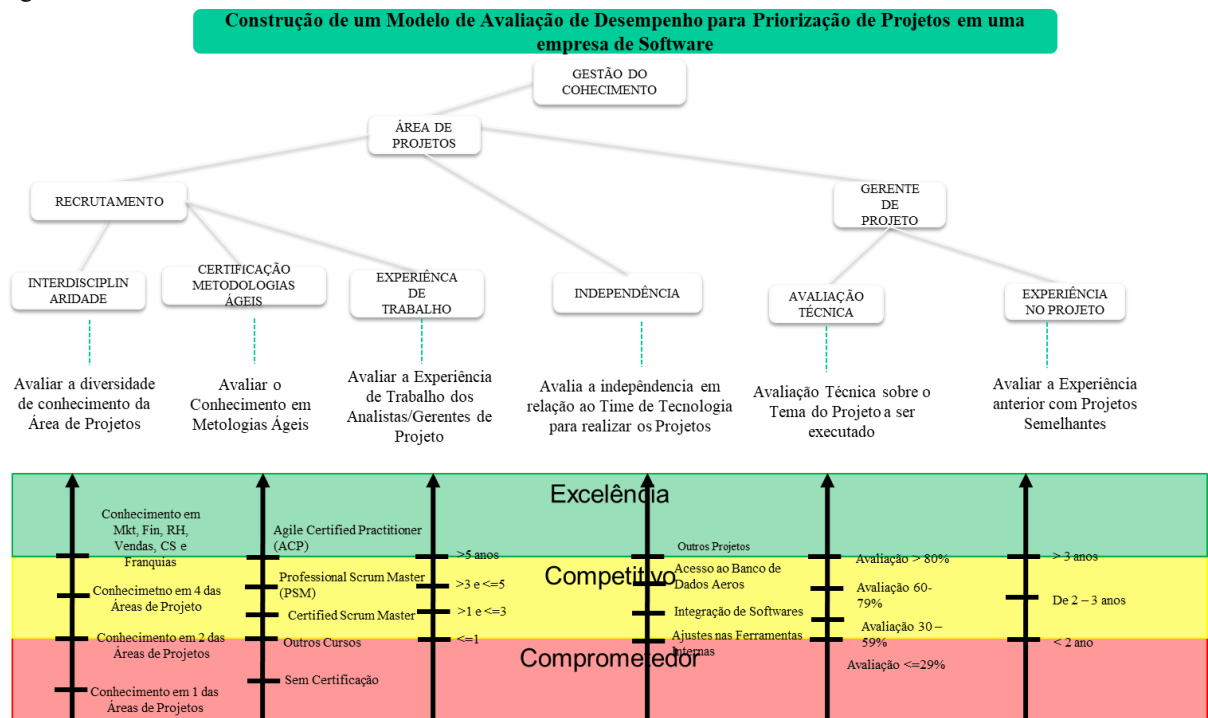 Construção de um Modelo de Avaliação de Desempenho para Priorização de Projetos em uma
empresa de Software
GESTÃO DO
COHECIMENTO
ÁREA DE
PROJETOS
RECRUTAMENTO
GERENTE
DE
PROJETO
INTERDISCIPLIN
ARIDADE
CERTIFICAÇÃO
METODOLOGIAS
ÁGEIS
EXPERIÊNCA
DE
TRABALHO
INDEPENDÊNCIA
AVALIAÇÃO
TÉCNICA
EXPERIÊNCIA
NO PROJETO
Avaliar a diversidade
de conhecimento da
Área de Projetos
Avaliar o
Conhecimento em
Metologias Ágeis
Avaliar a Experiência
de Trabalho dos
Analistas/Gerentes de
Projeto
Avalia a indepêndencia em
relação ao Time de Tecnologia
para realizar os Projetos
Avaliação Técnica sobre o
Tema do Projeto a ser
executado
Avaliar a Experiência
anterior com Projetos
Semelhantes
Excelência
Competitivo
Comprometedor
Conhecimento em
Mkt, Fin, RH,
Vendas, CS e
Franquias
Conhecimetno em 4 das
Áreas de Projeto
Conhecimento em 2 das
Áreas de Projetos
Conhecimento em 1 das
Áreas de Projetos
Agile Certified Practitioner
(ACP)
Professional Scrum Master
(PSM)
Certified Scrum Master
Outros Cursos
Sem Certificação
>5 anos
>3 e <=5
>1 e <=3
<=1
Outros Projetos
Acesso ao Banco de
Dados Aeros
Integração de Softwares
Ajustes nas Ferramentas
Internas
Avaliação > 80%
Avaliação 60-
79%
Avaliação 30 –
59%
Avaliação <=29%
> 3 anos
De 2 – 3 anos
< 2 ano